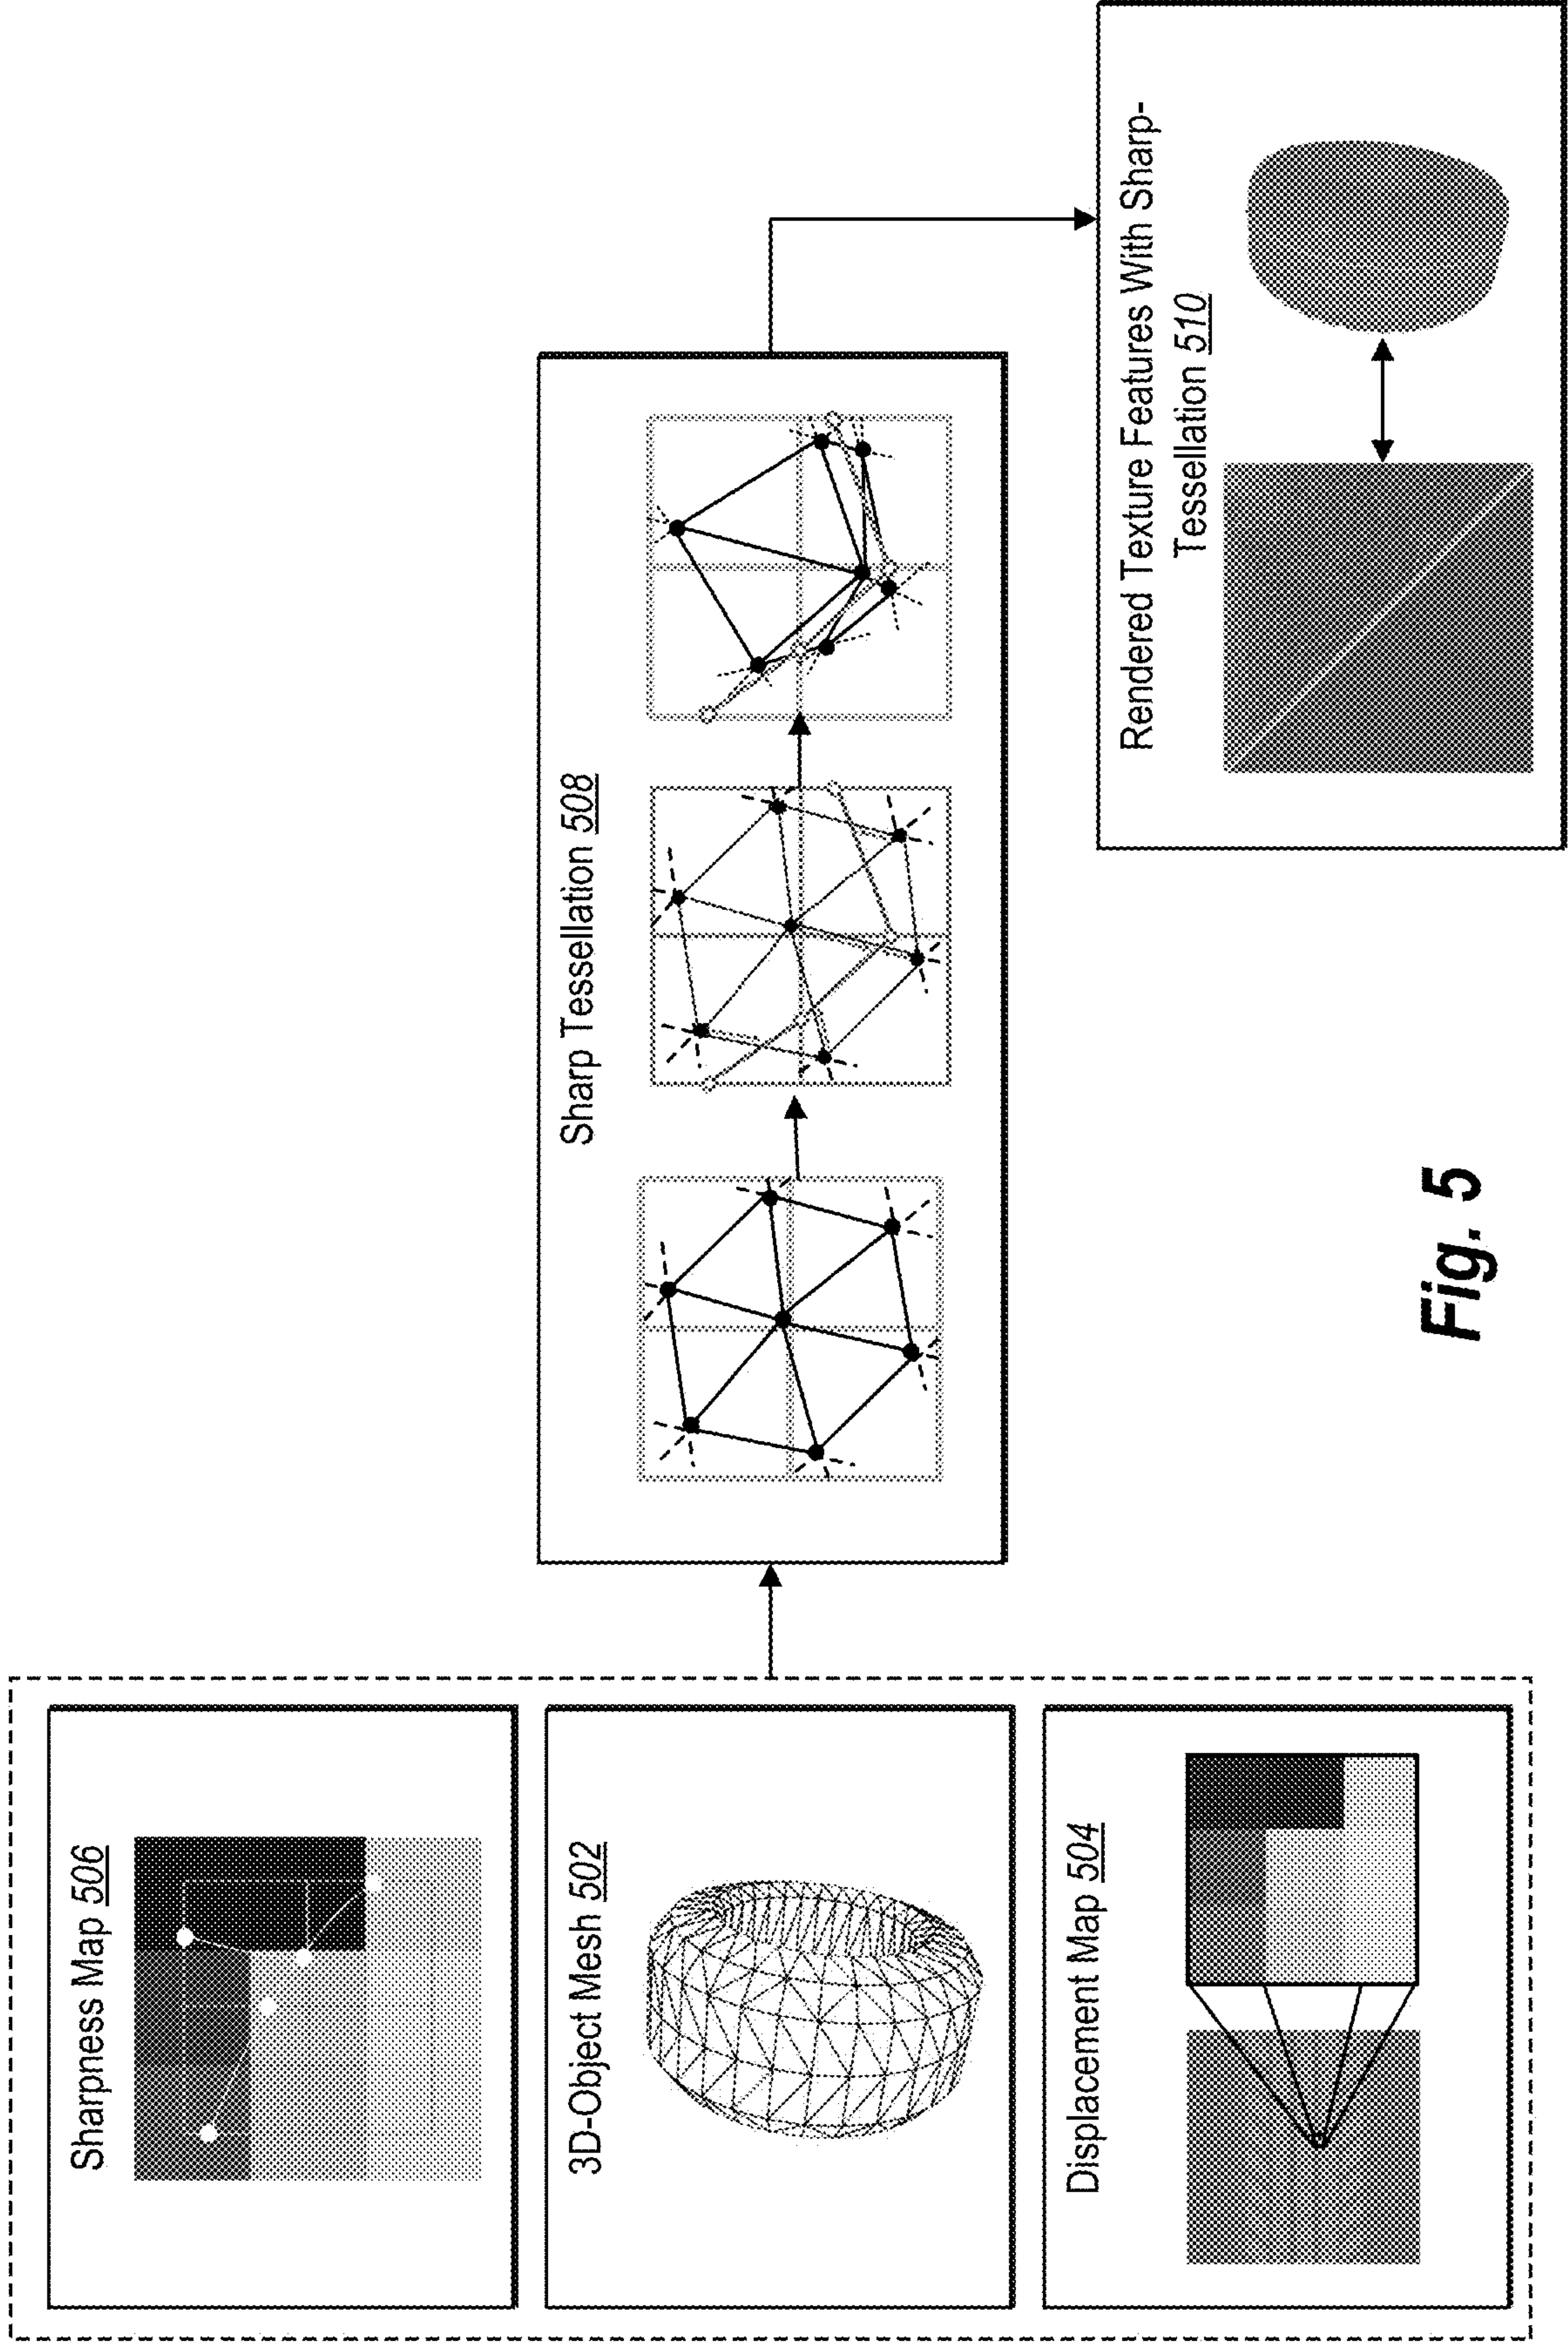 Sharpness Map 506
3D-Object Mesh 502
Displacement Map 504
Sharp Tessellation 508
Rendered Texture Features With Sharp-
Tessellation 510
Fig. 5